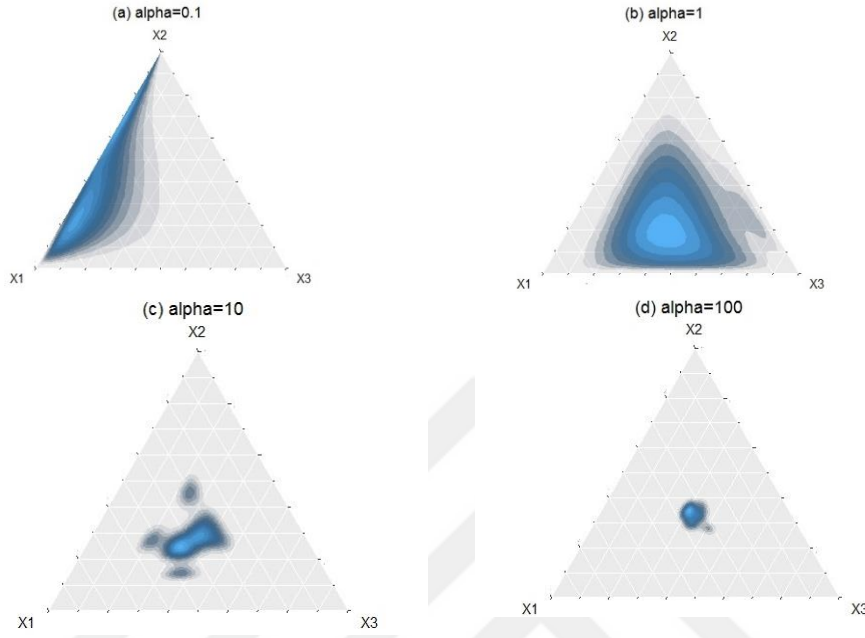 (a) alpha=0.1
X2
X1
X3
(b) alpha=1
X2
X1
X3
(c) alpha=10
X2
X1
X3
(d) alpha=100
X2
X1
X3